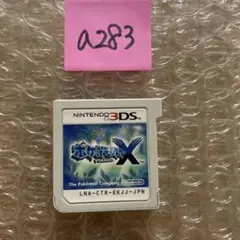 a283
NINTENDO 3DS
ポケットモンスター X
The Pokémon Company Nintendo
LNA-CTR-EKJJ-JPN